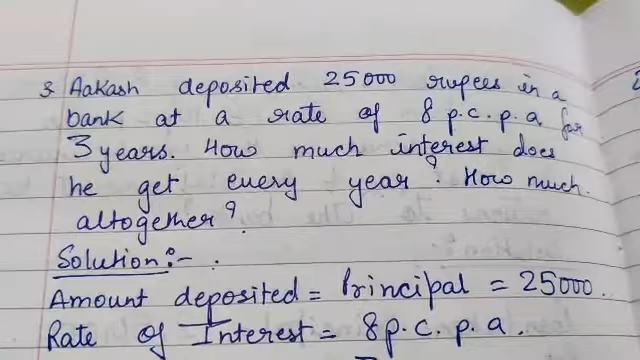 3. Aakash deposited 25000 rupees in a
bank at a rate of 8 p.c.p.a for
3 years. How much interest does
he get every year? How much
altogether?
Solution:-
Amount deposited = Principal = 25000.
Rate of Interest = 8 p.c.p.a.